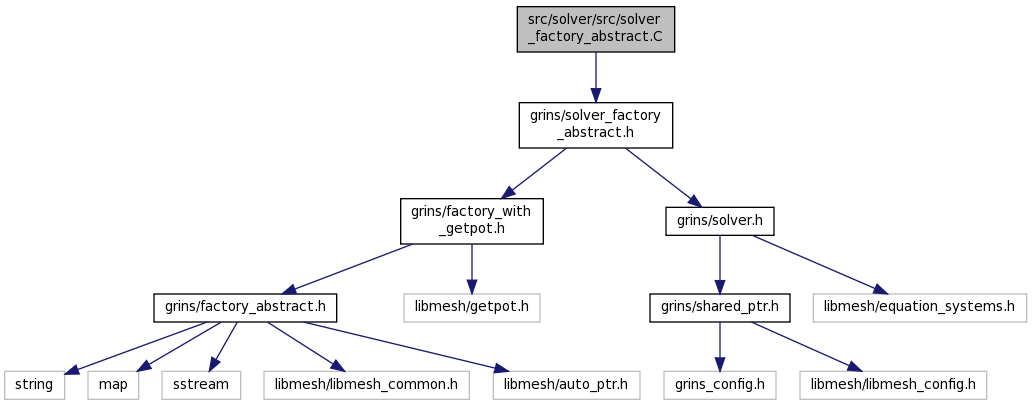 src/solver/src/solver
_factory_abstract.C
grins/solver_factory
_abstract.h
grins/factory_with
_getpot.h
grins/solver.h
grins/factory_abstract.h
libmesh/getpot.h
grins/shared_ptr.h
libmesh/equation_systems.h
string
map
sstream
libmesh/libmesh_common.h
libmesh/auto_ptr.h
grins_config.h
libmesh/libmesh_config.h